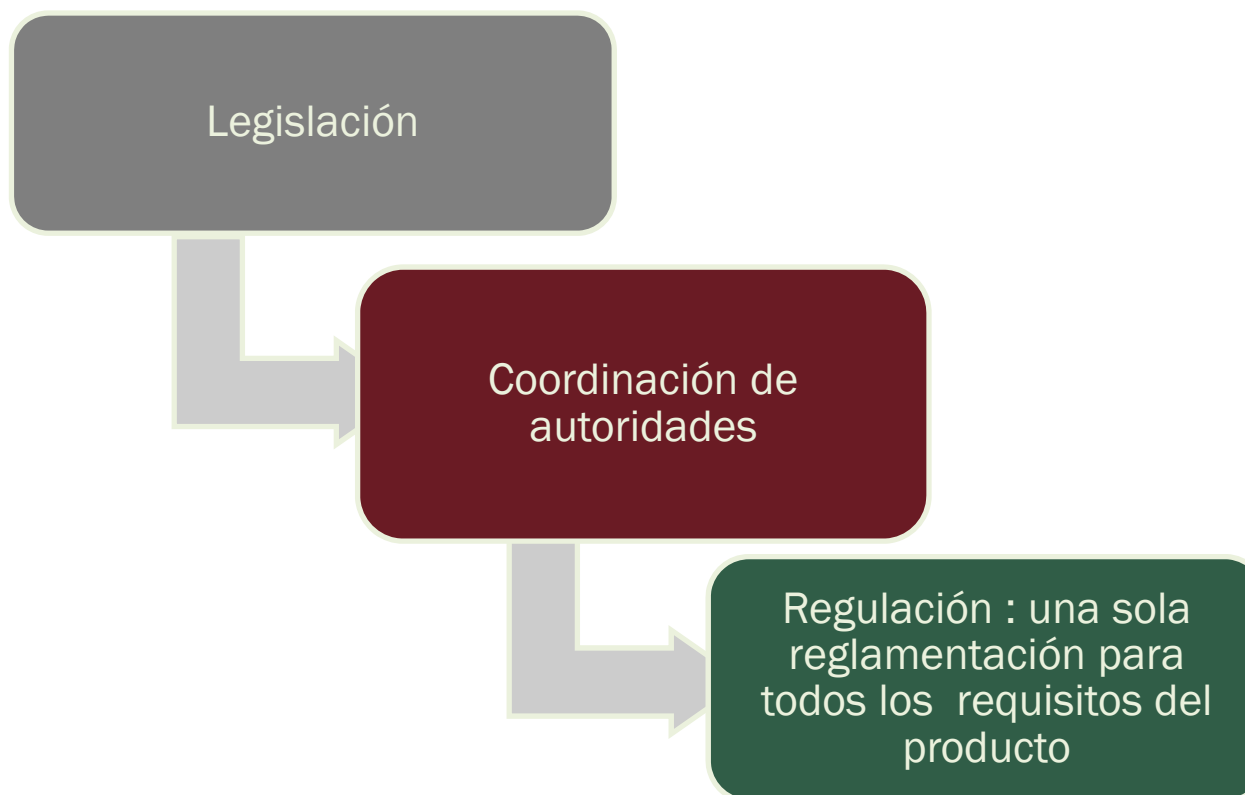 Legislación
Coordinación de
autoridades
Regulación : una sola
reglamentación para
todos los  requisitos del
producto